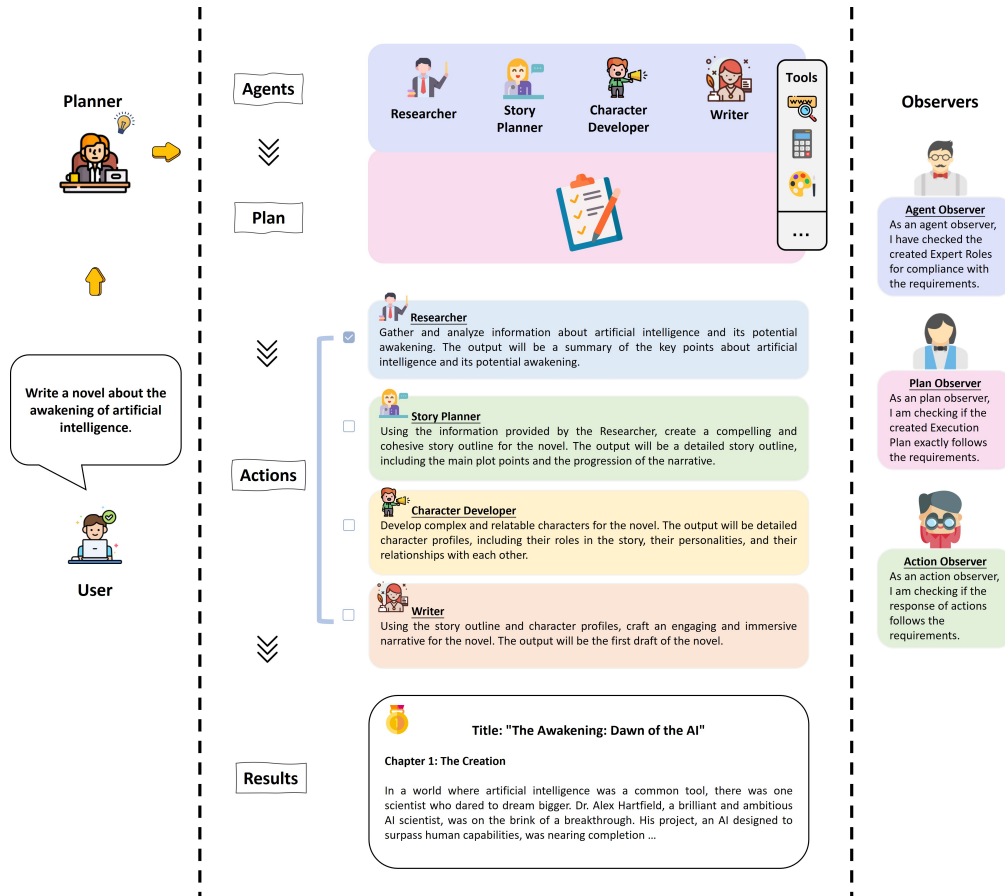 Planner
Write a novel about the
awakening of artificial
intelligence.
User
Agents
Researcher
Story
Planner
Character
Developer
Writer
Tools
www
...
Plan
Actions
Researcher
Gather and analyze information about artificial intelligence and its potential
awakening. The output will be a summary of the key points about artificial
intelligence and its potential awakening.
Story Planner
Using the information provided by the Researcher, create a compelling and
cohesive story outline for the novel. The output will be a detailed story outline,
including the main plot points and the progression of the narrative.
Character Developer
Develop complex and relatable characters for the novel. The output will be detailed
character profiles, including their roles in the story, their personalities, and their
relationships with each other.
Writer
Using the story outline and character profiles, craft an engaging and immersive
narrative for the novel. The output will be the first draft of the novel.
Results
Title: "The Awakening: Dawn of the AI"
Chapter 1: The Creation
In a world where artificial intelligence was a common tool, there was one
scientist who dared to dream bigger. Dr. Alex Hartfield, a brilliant and ambitious
AI scientist, was on the brink of a breakthrough. His project, an AI designed to
surpass human capabilities, was nearing completion ...
Observers
Agent Observer
As an agent observer,
I have checked the
created Expert Roles
for compliance with
the requirements.
Plan Observer
As an plan observer,
I am checking if the
created Execution
Plan exactly follows
the requirements.
Action Observer
As an action observer,
I am checking if the
response of actions
follows the
requirements.